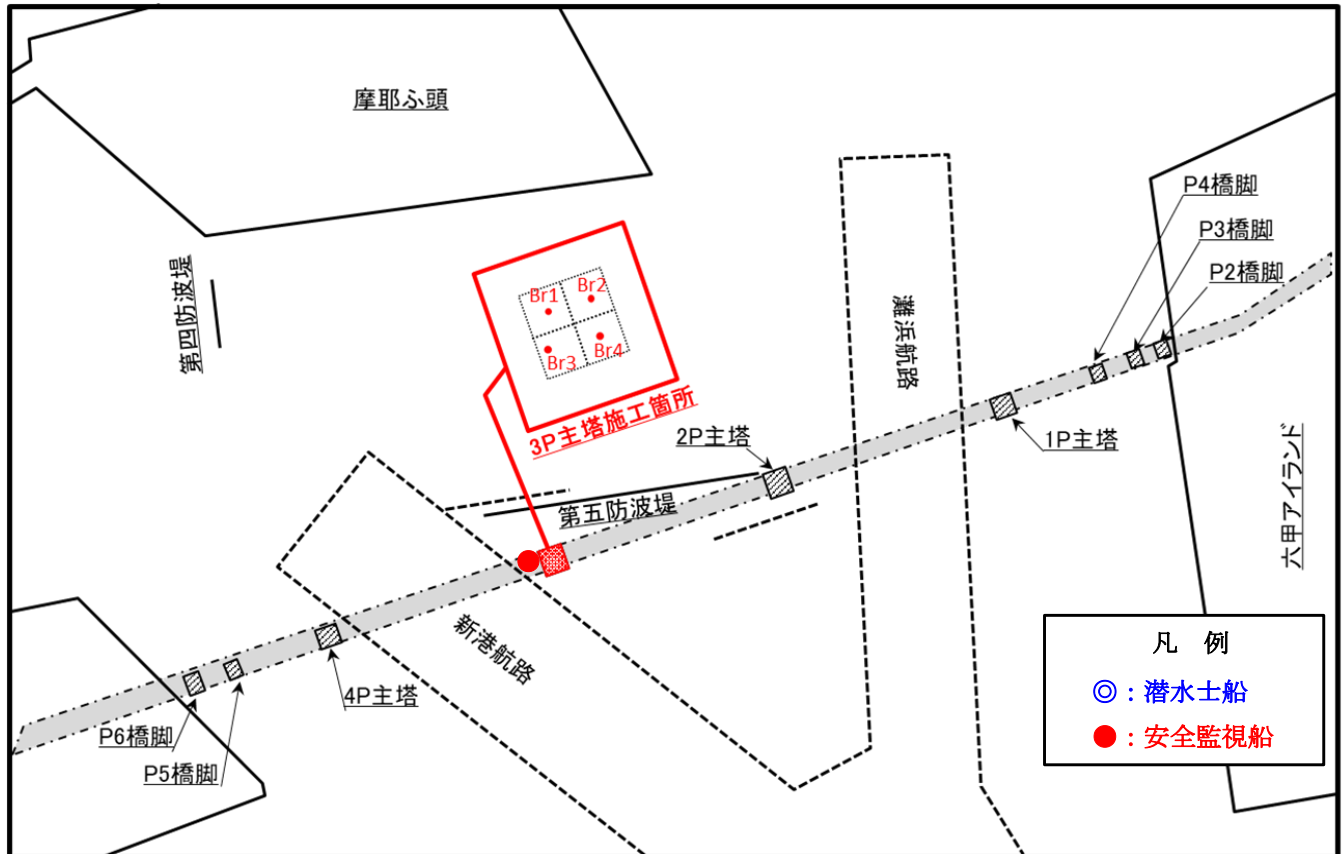 摩耶ふ頭
P4橋脚
P3橋脚
P2橋脚
第四防波堤
Br1
Br2
Br3
Br4
3P主塔施工箇所
灘浜航路
2P主塔
1P主塔
第五防波堤
六甲アイランド
新港航路
4P主塔
P6橋脚
P5橋脚
凡 例
◎：潜水士船
●：安全監視船